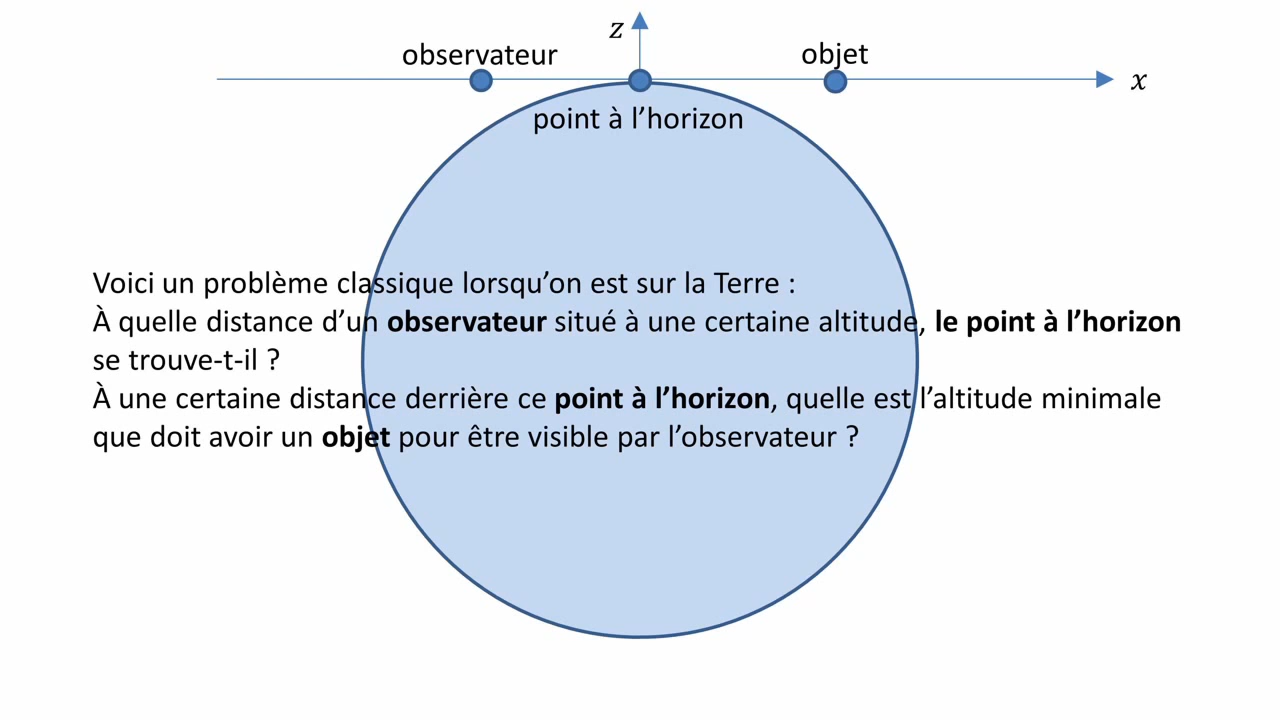 z
observateur
objet
x
point à l’horizon
Voici un problème classique lorsqu’on est sur la Terre :
À quelle distance d’un observateur situé à une certaine altitude, le point à l’horizon
se trouve-t-il ?
À une certaine distance derrière ce point à l’horizon, quelle est l’altitude minimale
que doit avoir un objet pour être visible par l’observateur ?